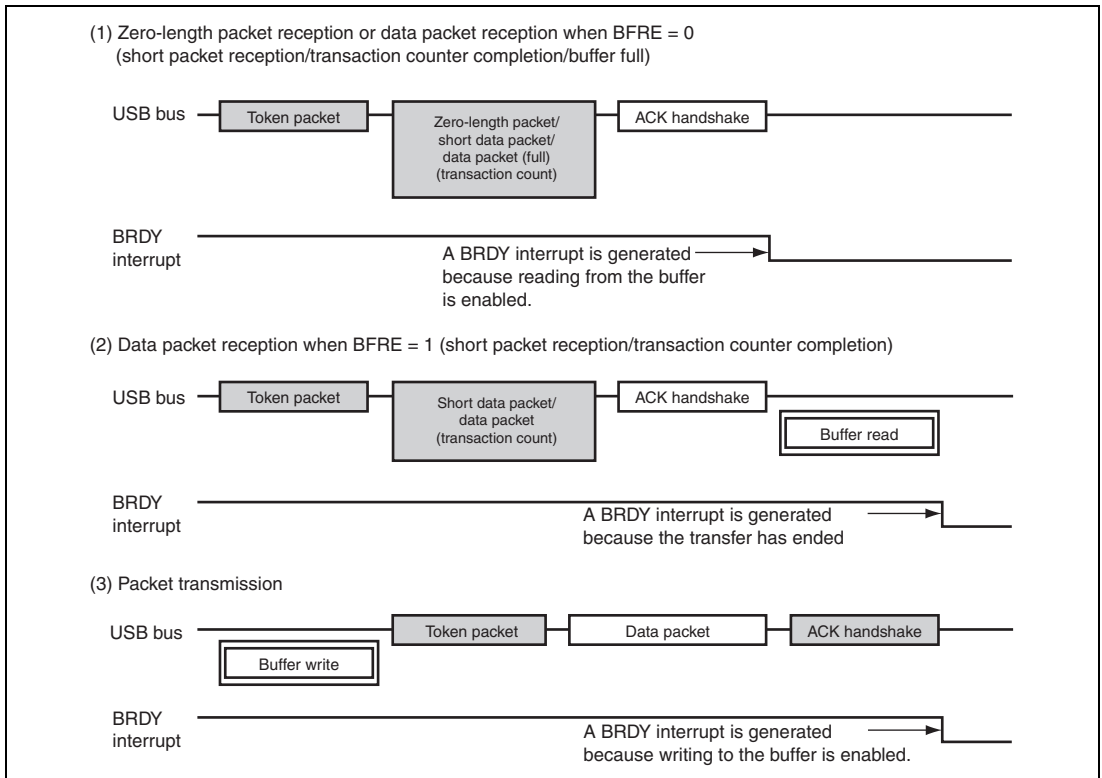 (1) Zero-length packet reception or data packet reception when BFRE = 0
(short packet reception/transaction counter completion/buffer full)
USB bus
Token packet
Zero-length packet/
short data packet/
data packet (full)
(transaction count)
ACK handshake
BRDY
interrupt
A BRDY interrupt is generated
because reading from the buffer
is enabled.
(2) Data packet reception when BFRE = 1 (short packet reception/transaction counter completion)
USB bus
Token packet
Short data packet/
data packet
(transaction count)
ACK handshake
Buffer read
BRDY
interrupt
A BRDY interrupt is generated
because the transfer has ended
(3) Packet transmission
USB bus
Token packet
Data packet
ACK handshake
Buffer write
BRDY
interrupt
A BRDY interrupt is generated
because writing to the buffer is enabled.